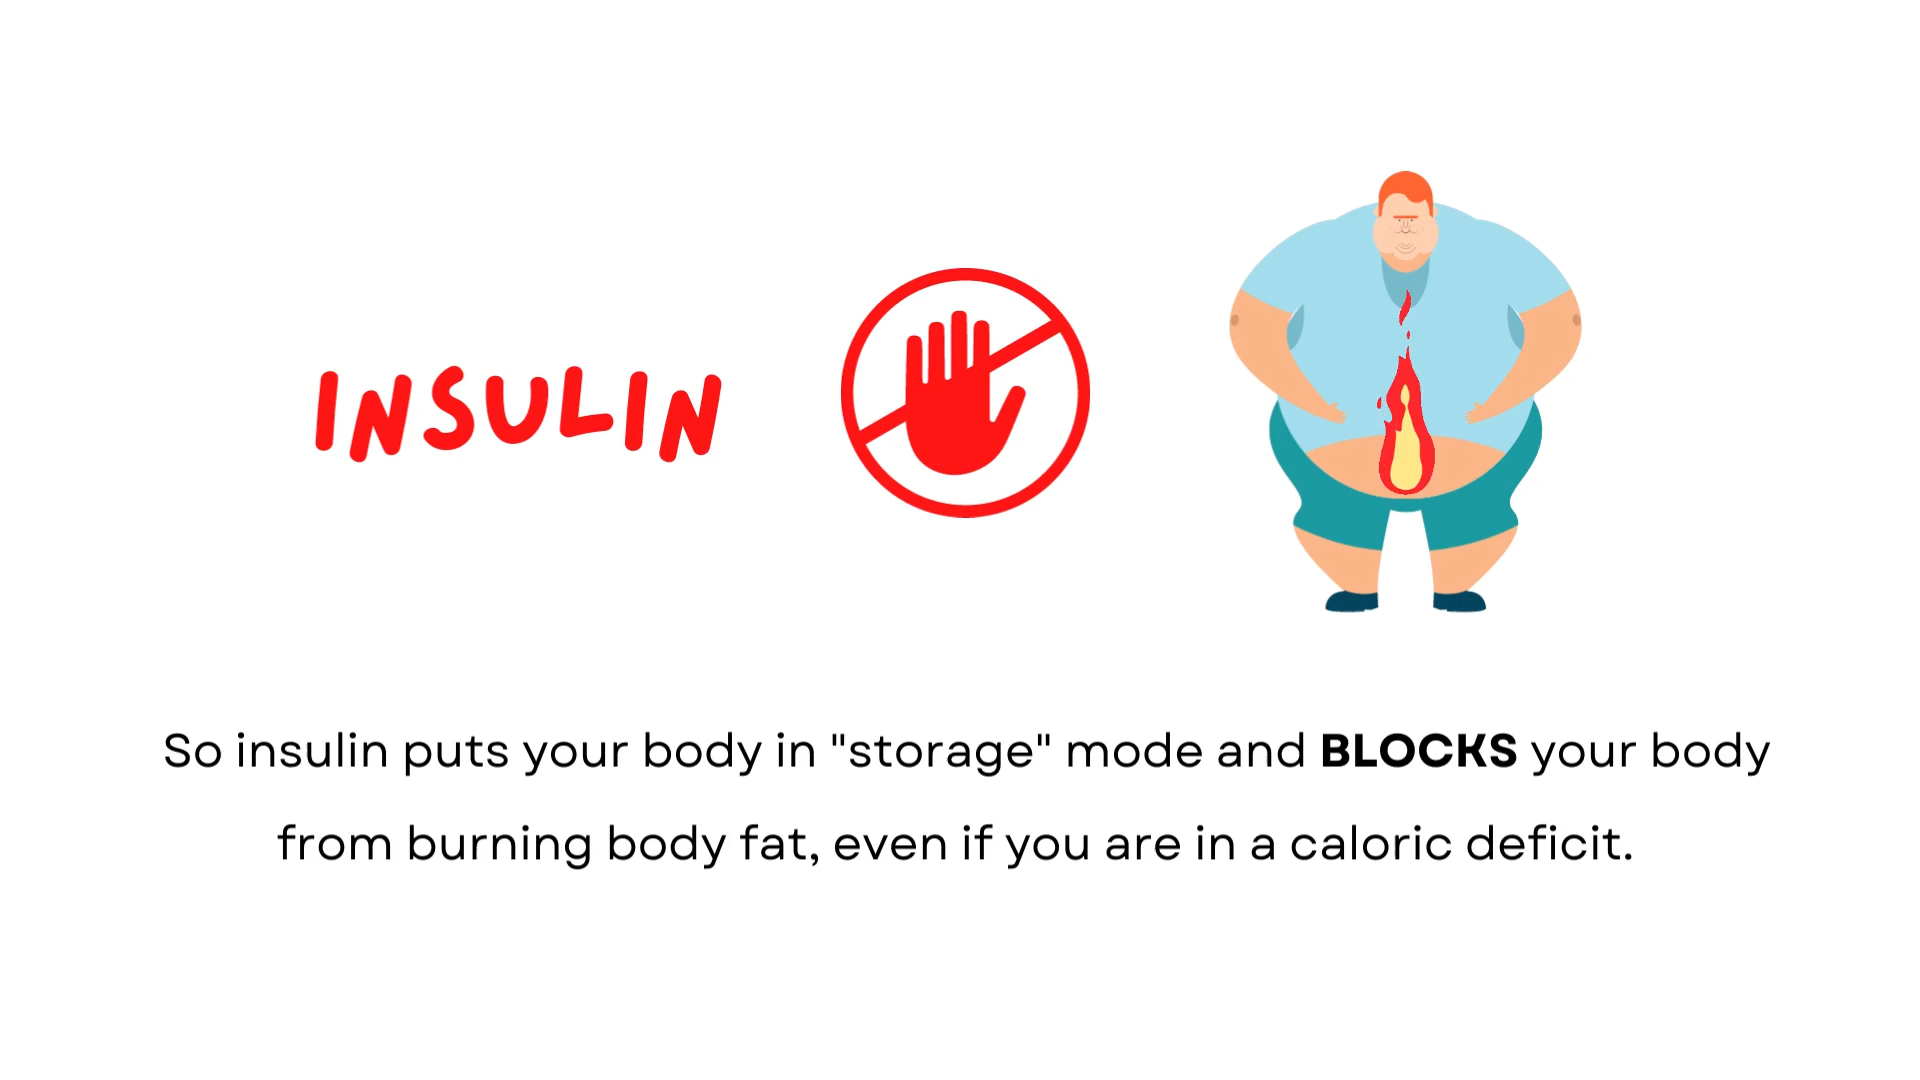 INSULIN
So insulin puts your body in "storage" mode and BLOCKS your body
from burning body fat, even if you are in a caloric deficit.